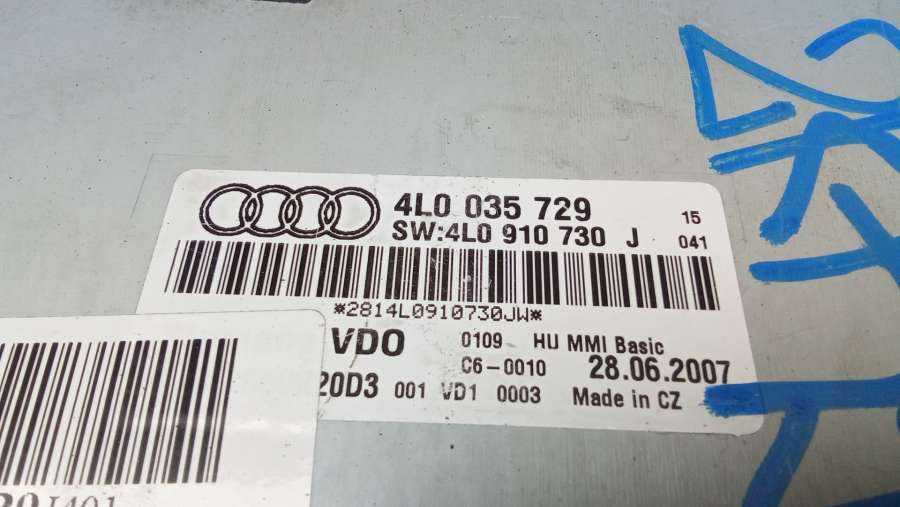 4L0 035 729 15
SW:4L0 910 730 J 041
*2814L0910730JW*
VDO 0109 HU MMI Basic
C6-0010 28.06.2007
20D3 001 VD1 0003 Made in CZ